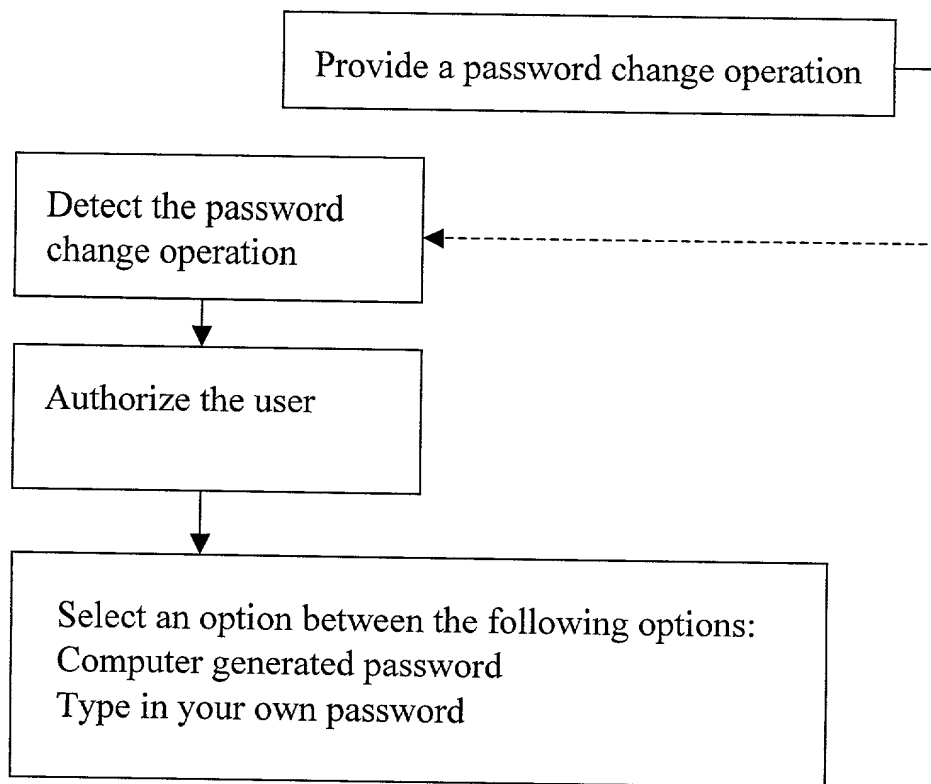 Provide a password change operation
Detect the password
change operation
Authorize the user
Select an option between the following options:
Computer generated password
Type in your own password